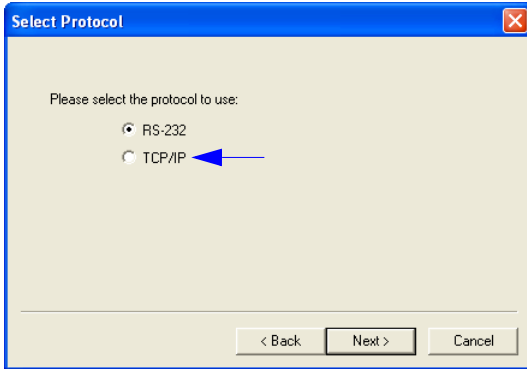 Select Protocol
Please select the protocol to use:
RS-232
TCP/IP
< Back Next > Cancel